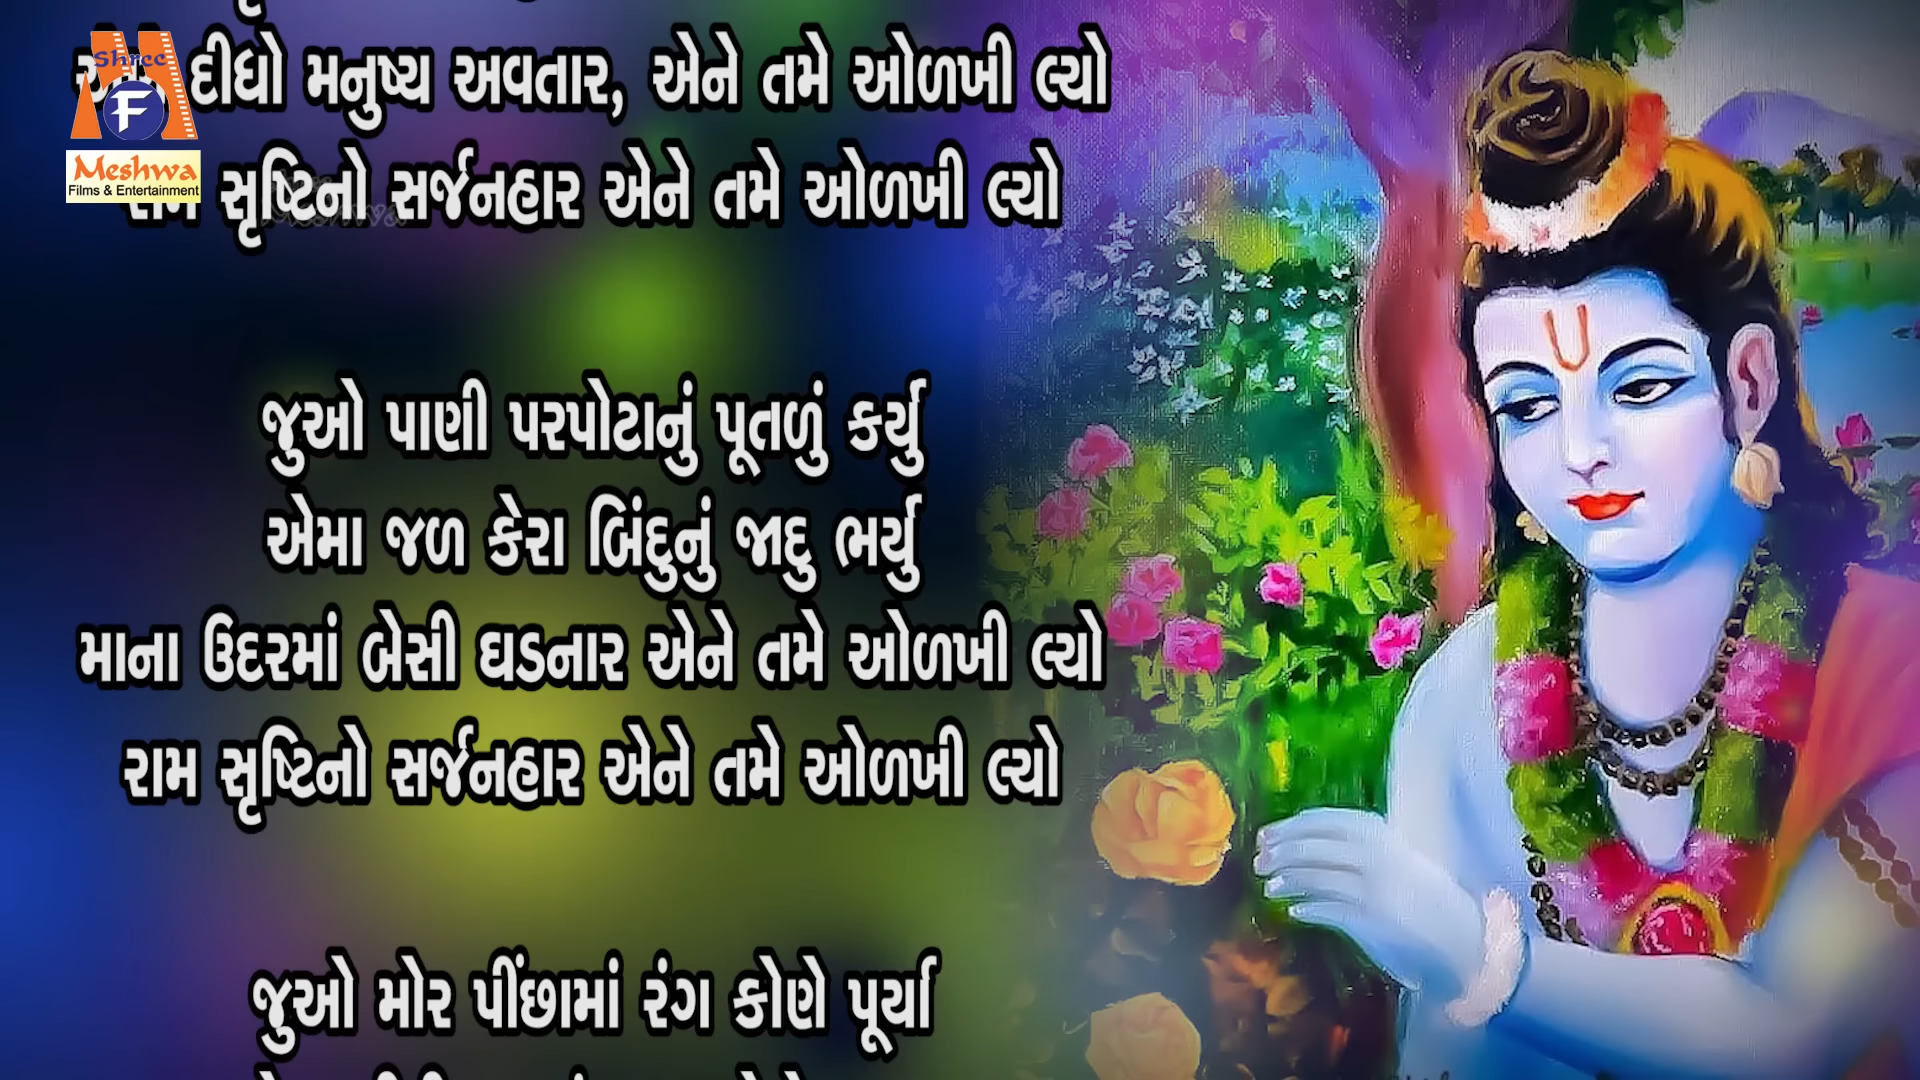 Shree
F
Meshwa
Films & Entertainment
દીધો મનુષ્ય અવતાર, એને તમે ઓળખી લ્યો
રામ સૃષ્ટિનો સર્જનહાર એને તમે ઓળખી લ્યો
જુઓ પાણી પરપોટાનું પૂતળું કર્યુ
એમા જળ કેરા બિંદુનું જાદુ ભર્યુ
માના ઉદરમાં બેસી ઘડનાર એને તમે ઓળખી લ્યો
રામ સૃષ્ટિનો સર્જનહાર એને તમે ઓળખી લ્યો
જુઓ મોર પીંછામાં રંગ કોણે પૂર્યા